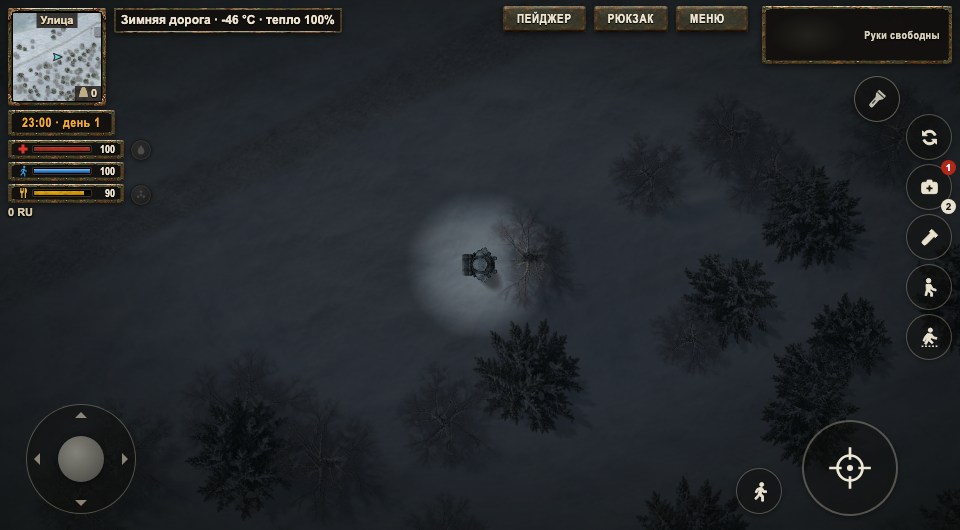 Улица
Зимняя дорога · -46 °C · тепло 100%
ПЕЙДЖЕР
РЮКЗАК
МЕНЮ
Руки свободны
0
23:00 · день 1
100
100
90
0 RU
1
2